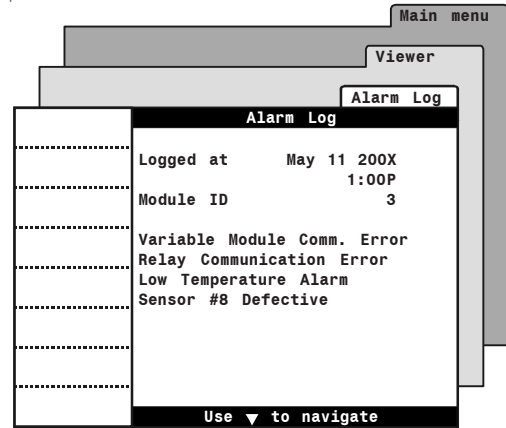 Main menu
Viewer
Alarm Log
Alarm Log
Logged at May 11 200X
1:00P
Module ID 3
Variable Module Comm. Error
Relay Communication Error
Low Temperature Alarm
Sensor #8 Defective
Use ▼ to navigate